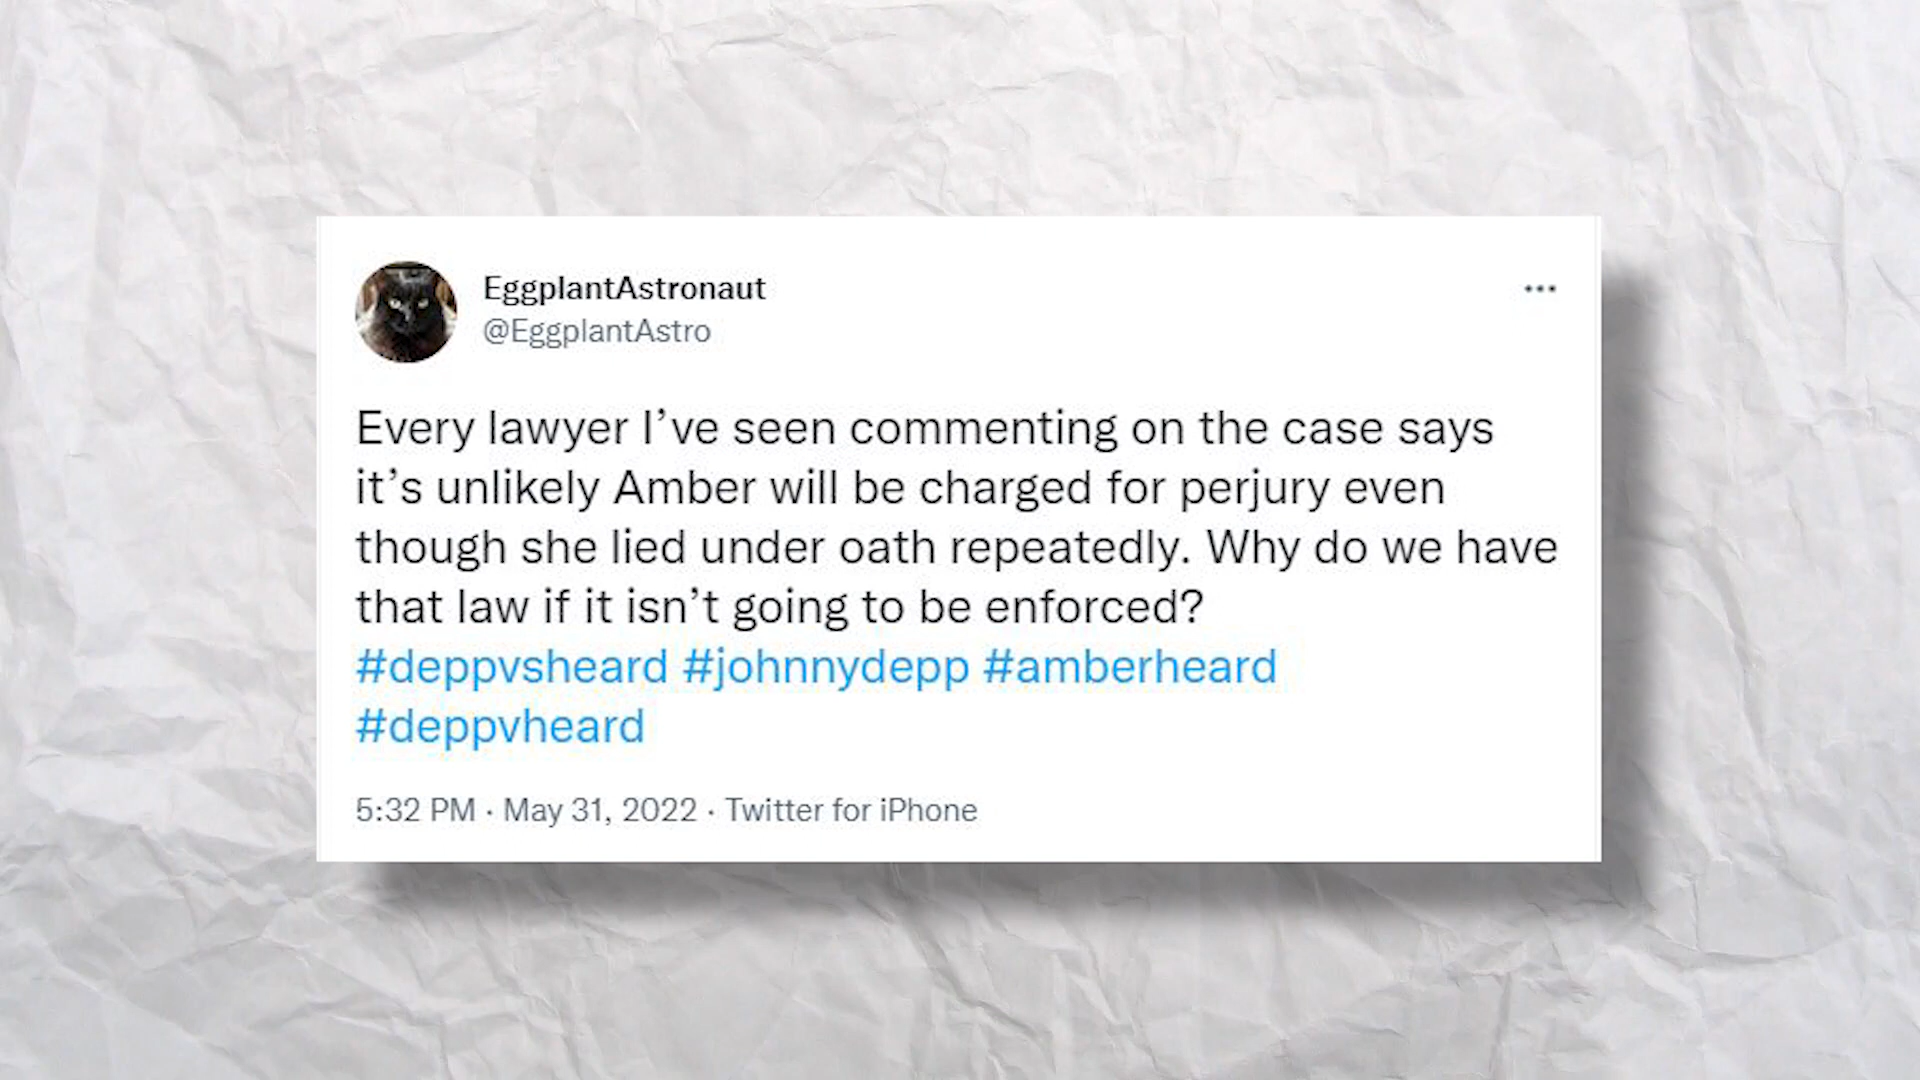 EggplantAstronaut
@EggplantAstro
Every lawyer I’ve seen commenting on the case says
it’s unlikely Amber will be charged for perjury even
though she lied under oath repeatedly. Why do we have
that law if it isn’t going to be enforced?
#deppvsheard #johnnydepp #amberheard
#deppvheard
5:32 PM · May 31, 2022 · Twitter for iPhone